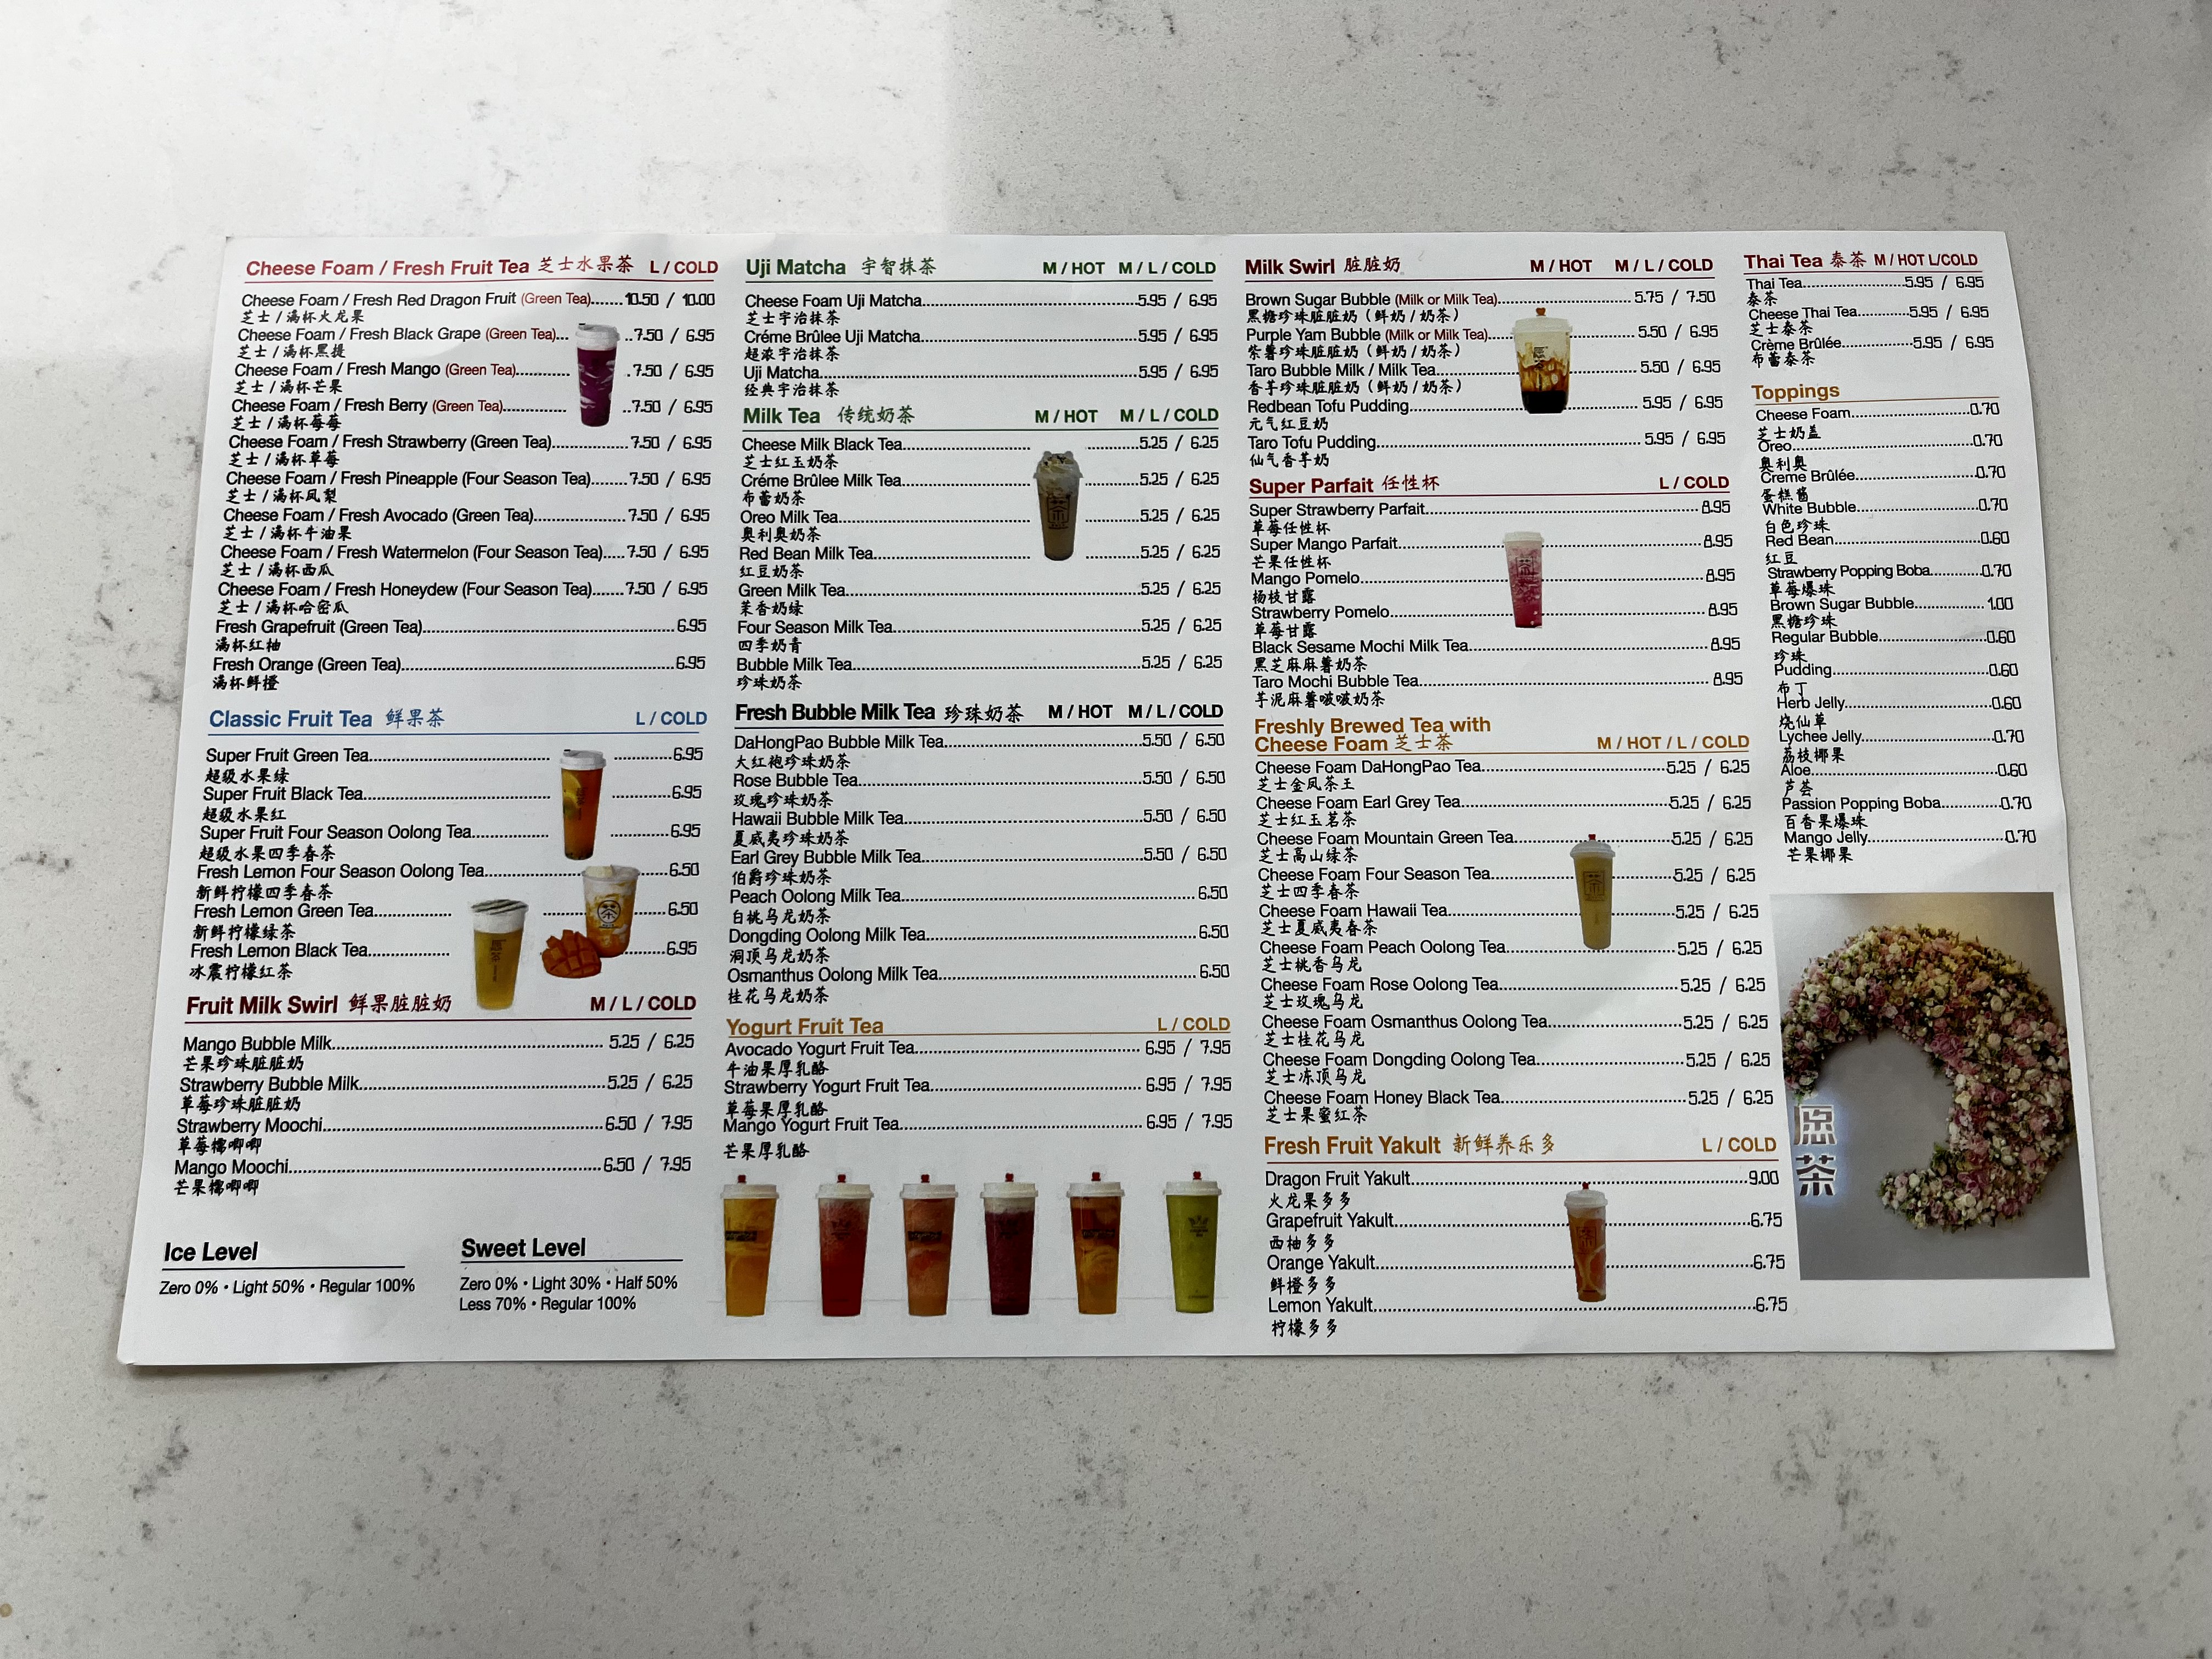 Cheese Foam / Fresh Fruit Tea 芝士水果茶 L / COLD
Cheese Foam / Fresh Red Dragon Fruit (Green Tea).......10.50 / 10.00
芝士 / 满杯火龙果
Cheese Foam / Fresh Black Grape (Green Tea).....7.50 / 6.95
芝士 / 满杯黑提
Cheese Foam / Fresh Mango (Green Tea)...........7.50 / 6.95
芝士 / 满杯芒果
Cheese Foam / Fresh Berry (Green Tea)..............7.50 / 6.95
芝士 / 满杯莓莓
Cheese Foam / Fresh Strawberry (Green Tea)................7.50 / 6.95
芝士 / 满杯草莓
Cheese Foam / Fresh Pineapple (Four Season Tea)........7.50 / 6.95
芝士 / 满杯凤梨
Cheese Foam / Fresh Avocado (Green Tea)....................7.50 / 6.95
芝士 / 满杯牛油果
Cheese Foam / Fresh Watermelon (Four Season Tea).....7.50 / 6.95
芝士 / 满杯西瓜
Cheese Foam / Fresh Honeydew (Four Season Tea).......7.50 / 6.95
芝士 / 满杯哈密瓜
Fresh Grapefruit (Green Tea).......................................................6.95
满杯红柚
Fresh Orange (Green Tea)...........................................................6.95
满杯鲜橙
Classic Fruit Tea 鲜果茶 L / COLD
Super Fruit Green Tea.......................................................6.95
超级水果绿
Super Fruit Black Tea.......................................................6.95
超级水果红
Super Fruit Four Season Oolong Tea..............................6.95
超级水果四季春茶
Fresh Lemon Four Season Oolong Tea.............................6.50
新鲜柠檬四季春茶
Fresh Lemon Green Tea..................................................6.50
新鲜柠檬绿茶
Fresh Lemon Black Tea...................................................6.95
冰震柠檬红茶
Fruit Milk Swirl 鲜果脏脏奶 M / L / COLD
Mango Bubble Milk.......................................................... 5.25 / 6.25
芒果珍珠脏脏奶
Strawberry Bubble Milk.....................................................5.25 / 6.25
草莓珍珠脏脏奶
Strawberry Moochi............................................................6.50 / 7.95
草莓糯唧唧
Mango Moochi..................................................................6.50 / 7.95
芒果糯唧唧
Ice Level
Zero 0% • Light 50% • Regular 100%
Sweet Level
Zero 0% • Light 30% • Half 50%
Less 70% • Regular 100%
Uji Matcha 宇智抹茶 M / HOT M / L / COLD
Cheese Foam Uji Matcha..............................................5.95 / 6.95
芝士宇治抹茶
Créme Brûlee Uji Matcha..............................................5.95 / 6.95
超浓宇治抹茶
Uji Matcha.....................................................................5.95 / 6.95
经典宇治抹茶
Milk Tea 传统奶茶 M / HOT M / L / COLD
Cheese Milk Black Tea..................................................5.25 / 6.25
芝士红玉奶茶
Créme Brûlee Milk Tea..................................................5.25 / 6.25
布蕾奶茶
Oreo Milk Tea...............................................................5.25 / 6.25
奥利奥奶茶
Red Bean Milk Tea.......................................................5.25 / 6.25
红豆奶茶
Green Milk Tea..............................................................5.25 / 6.25
茉香奶绿
Four Season Milk Tea...................................................5.25 / 6.25
四季奶青
Bubble Milk Tea.............................................................5.25 / 6.25
珍珠奶茶
Fresh Bubble Milk Tea 珍珠奶茶 M / HOT M / L / COLD
DaHongPao Bubble Milk Tea.........................................5.50 / 6.50
大红袍珍珠奶茶
Rose Bubble Tea...........................................................5.50 / 6.50
玫瑰珍珠奶茶
Hawaii Bubble Milk Tea.................................................5.50 / 6.50
夏威夷珍珠奶茶
Earl Grey Bubble Milk Tea..............................................5.50 / 6.50
伯爵珍珠奶茶
Peach Oolong Milk Tea.............................................................6.50
白桃乌龙奶茶
Dongding Oolong Milk Tea........................................................6.50
洞顶乌龙奶茶
Osmanthus Oolong Milk Tea..................................................... 6.50
桂花乌龙奶茶
Yogurt Fruit Tea L / COLD
Avocado Yogurt Fruit Tea.............................................. 6.95 / 7.95
牛油果厚乳酪
Strawberry Yogurt Fruit Tea........................................... 6.95 / 7.95
草莓果厚乳酪
Mango Yogurt Fruit Tea................................................. 6.95 / 7.95
芒果厚乳酪
Milk Swirl 脏脏奶 M / HOT M / L / COLD
Brown Sugar Bubble (Milk or Milk Tea)............................ 5.75 / 7.50
黑糖珍珠脏脏奶 ( 鲜奶 / 奶茶 )
Purple Yam Bubble (Milk or Milk Tea)...................... 5.50 / 6.95
紫薯珍珠脏脏奶 ( 鲜奶 / 奶茶 )
Taro Bubble Milk / Milk Tea.................................. 5.50 / 6.95
香芋珍珠脏脏奶 ( 鲜奶 / 奶茶 )
Redbean Tofu Pudding........................................ 5.95 / 6.95
元气红豆奶
Taro Tofu Pudding........................................................ 5.95 / 6.95
仙气香芋奶
Super Parfait 任性杯 L / COLD
Super Strawberry Parfait.......................................................... 8.95
草莓任性杯
Super Mango Parfait.................................................................8.95
芒果任性杯
Mango Pomelo.........................................................................8.95
杨枝甘露
Strawberry Pomelo....................................................................8.95
草莓甘露
Black Sesame Mochi Milk Tea...................................................8.95
黑芝麻麻薯奶茶
Taro Mochi Bubble Tea............................................................. 8.95
芋泥麻薯啵啵奶茶
Freshly Brewed Tea with
Cheese Foam 芝士茶 M / HOT / L / COLD
Cheese Foam DaHongPao Tea.......................................5.25 / 6.25
芝士金凤茶王
Cheese Foam Earl Grey Tea............................................5.25 / 6.25
芝士红玉茗茶
Cheese Foam Mountain Green Tea.................................5.25 / 6.25
芝士高山绿茶
Cheese Foam Four Season Tea......................................5.25 / 6.25
芝士四季春茶
Cheese Foam Hawaii Tea................................................5.25 / 6.25
芝士夏威夷春茶
Cheese Foam Peach Oolong Tea....................................5.25 / 6.25
芝士桃香乌龙
Cheese Foam Rose Oolong Tea......................................5.25 / 6.25
芝士玫瑰乌龙
Cheese Foam Osmanthus Oolong Tea............................5.25 / 6.25
芝士桂花乌龙
Cheese Foam Dongding Oolong Tea...............................5.25 / 6.25
芝士冻顶乌龙
Cheese Foam Honey Black Tea.......................................5.25 / 6.25
芝士果蜜红茶
Fresh Fruit Yakult 新鲜养乐多 L / COLD
Dragon Fruit Yakult.....................................................................9.00
火龙果多多
Grapefruit Yakult.........................................................................6.75
西柚多多
Orange Yakult.............................................................................6.75
鲜橙多多
Lemon Yakult..............................................................................6.75
柠檬多多
Thai Tea 泰茶 M / HOT L/COLD
Thai Tea.......................5.95 / 6.95
泰茶
Cheese Thai Tea............5.95 / 6.95
芝士泰茶
Crème Brûlée................5.95 / 6.95
布蕾泰茶
Toppings
Cheese Foam...........................0.70
芝士奶盖
Oreo..........................................0.70
奥利奥
Creme Brûlée............................0.70
蛋糕酱
White Bubble............................0.70
白色珍珠
Red Bean..................................0.60
红豆
Strawberry Popping Boba............0.70
草莓爆珠
Brown Sugar Bubble................ 1.00
黑糖珍珠
Regular Bubble.........................0.60
珍珠
Pudding.....................................0.60
布丁
Herb Jelly..................................0.60
烧仙草
Lychee Jelly...............................0.70
荔枝椰果
Aloe...........................................0.60
芦荟
Passion Popping Boba.............0.70
百香果爆珠
Mango Jelly...............................0.70
芒果椰果
愿
茶